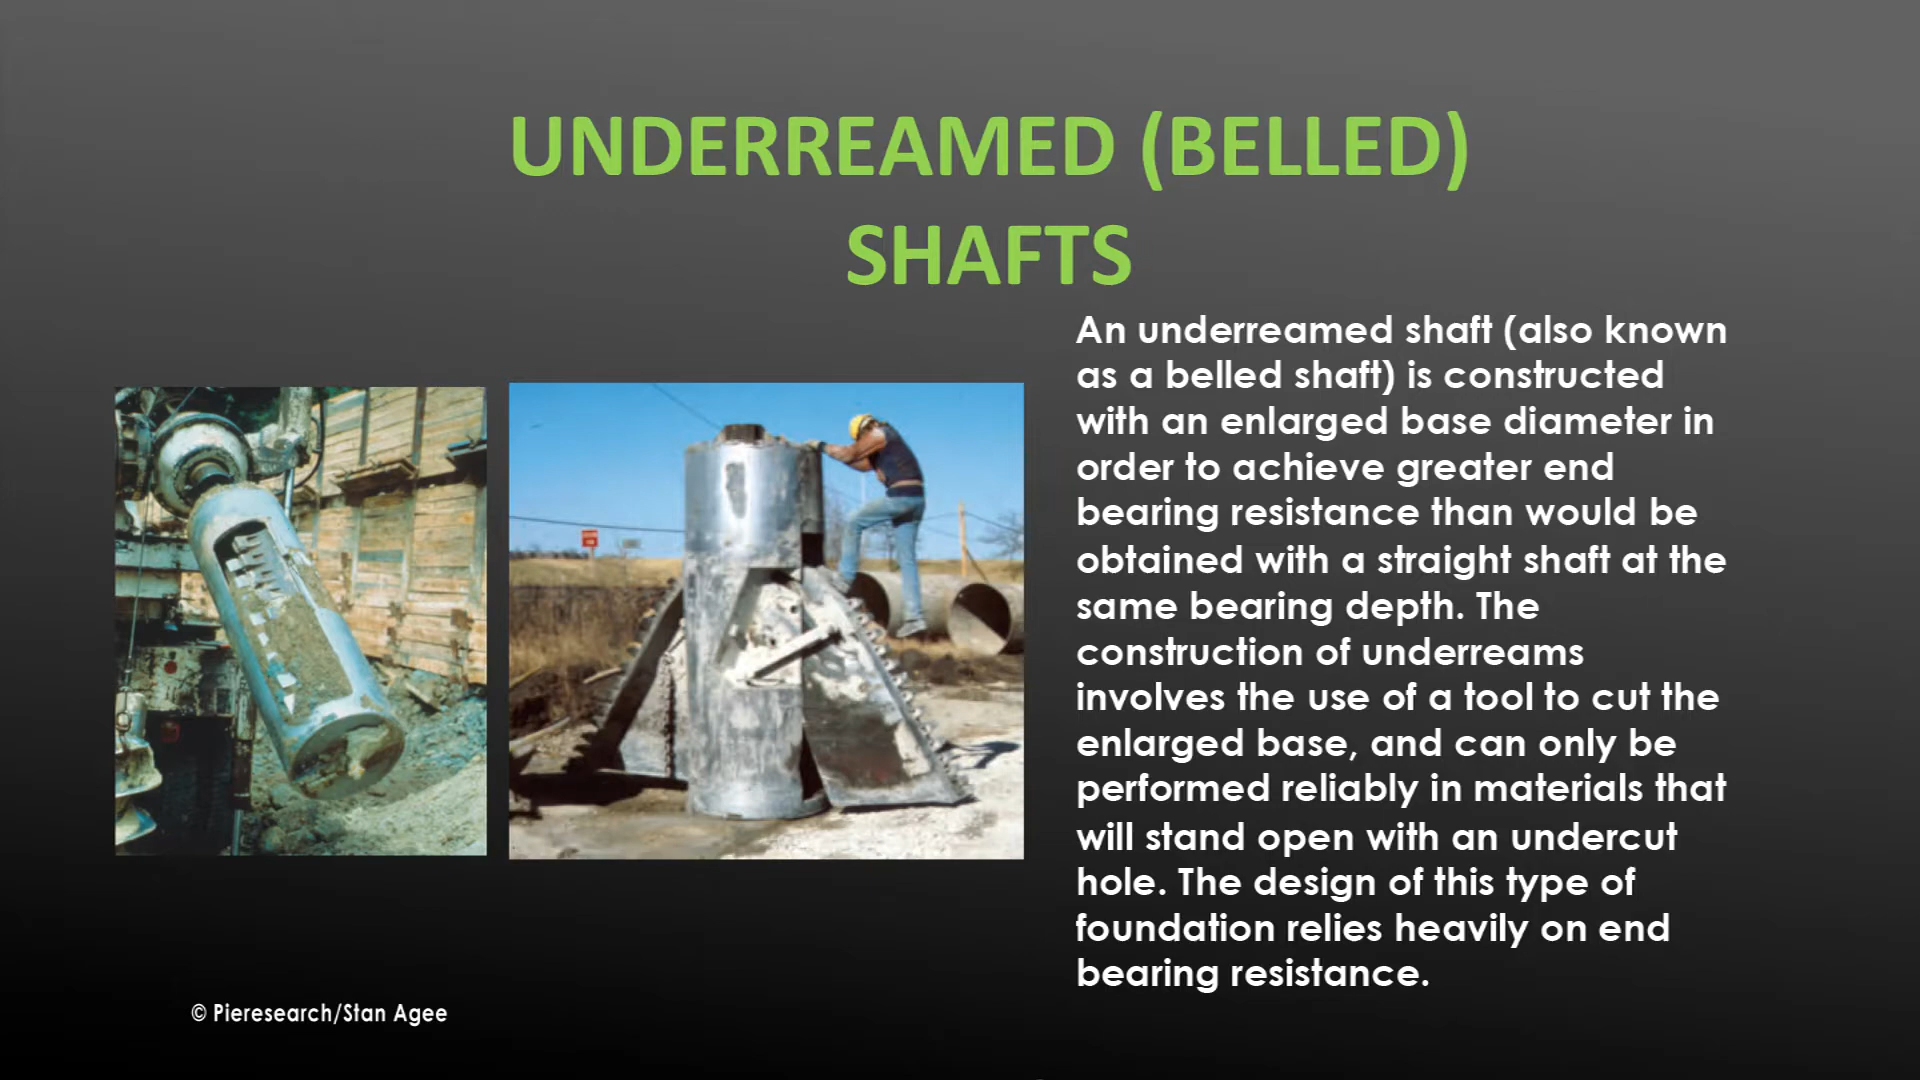 UNDERREAMED (BELLED)
SHAFTS
An underreamed shaft (also known
as a belled shaft) is constructed
with an enlarged base diameter in
order to achieve greater end
bearing resistance than would be
obtained with a straight shaft at the
same bearing depth. The
construction of underreams
involves the use of a tool to cut the
enlarged base, and can only be
performed reliably in materials that
will stand open with an undercut
hole. The design of this type of
foundation relies heavily on end
bearing resistance.
© Pieresearch/Stan Agee